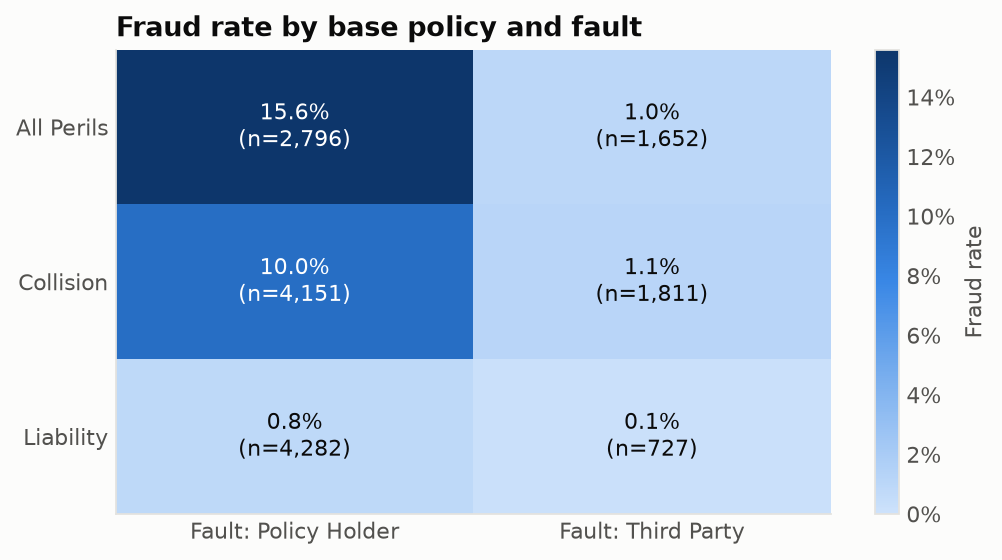 Fraud rate by base policy and fault
All Perils
15.6%
(n=2,796)
1.0%
(n=1,652)
Collision
10.0%
(n=4,151)
1.1%
(n=1,811)
Liability
0.8%
(n=4,282)
0.1%
(n=727)
Fault: Policy Holder
Fault: Third Party
14%
12%
10%
8%
6%
4%
2%
0%
Fraud rate